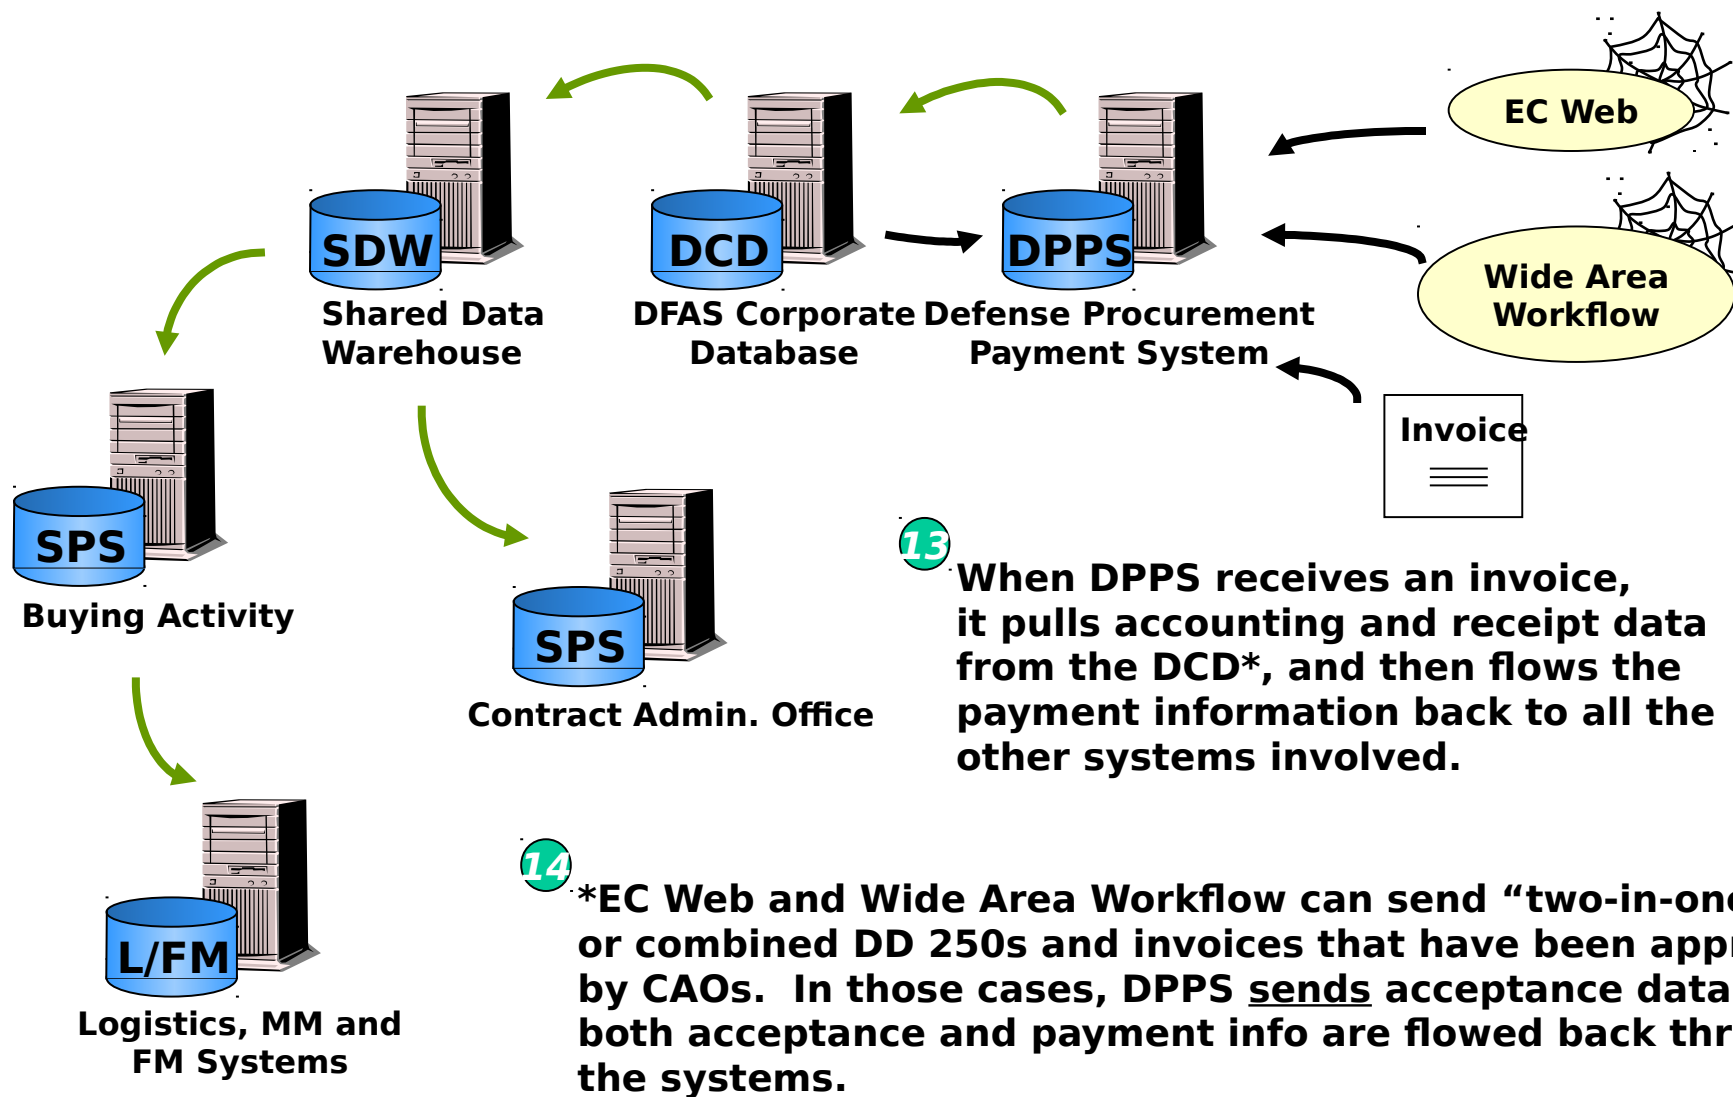 EC Web
SDW
DCD
DPPS
Wide Area
Workflow
Shared Data
Warehouse
DFAS Corporate
Database
Defense Procurement
Payment System
Invoice
SPS
Buying Activity
SPS
Contract Admin. Office
13
When DPPS receives an invoice,
it pulls accounting and receipt data
from the DCD*, and then flows the
payment information back to all the
other systems involved.
L/FM
Logistics, MM and
FM Systems
14
*EC Web and Wide Area Workflow can send “two-in-one
or combined DD 250s and invoices that have been
by CAOs.  In those cases, DPPS sends acceptance data
both acceptance and payment info are flowed back
the systems.